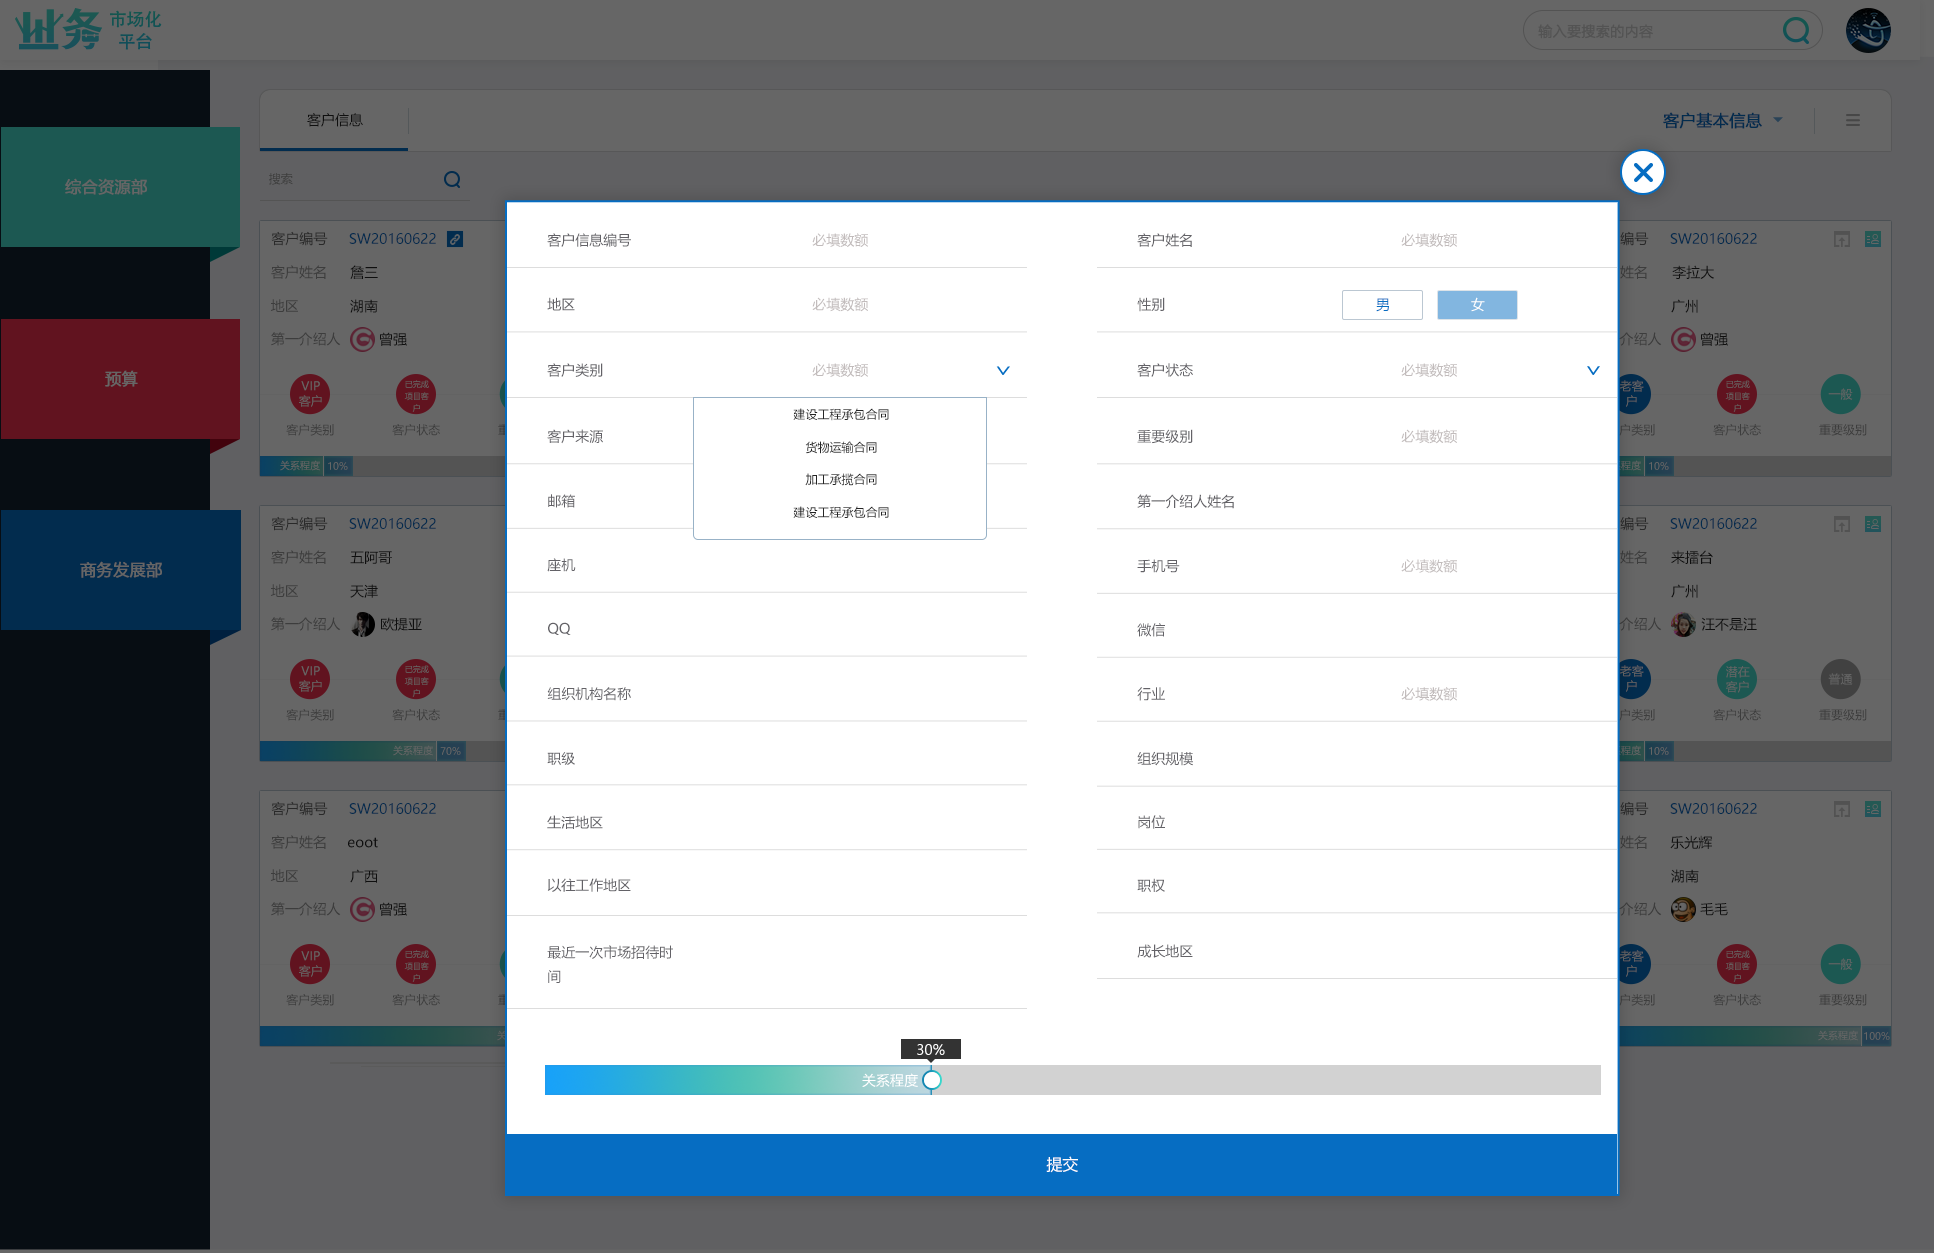 业务 市场化
平台
输入要搜索的内容
客户信息
客户基本信息
搜索
综合资源部
预算
商务发展部
客户编号 SW20160622
客户姓名 詹三
地区 湖南
第一介绍人 曾强
VIP
客户
已完成
项目客
户
客户类别 客户状态
关系程度 10%
客户编号 SW20160622
客户姓名 五阿哥
地区 天津
第一介绍人 欧提亚
VIP
客户
已完成
项目客
户
客户类别 客户状态
关系程度 70%
客户编号 SW20160622
客户姓名 eoot
地区 广西
第一介绍人 曾强
VIP
客户
已完成
项目客
户
客户类别 客户状态
客户信息编号 必填数额
客户姓名 必填数额
地区 必填数额
性别 男 女
客户类别 必填数额
客户状态 必填数额
建设工程承包合同
货物运输合同
加工承揽合同
建设工程承包合同
客户来源
重要级别 必填数额
邮箱
第一介绍人姓名
座机
手机号 必填数额
QQ
微信
组织机构名称
行业 必填数额
职级
组织规模
生活地区
岗位
以往工作地区
职权
最近一次市场招待时
间
成长地区
30%
关系程度
提交
编号 SW20160622
姓名 李拉大
广州
介绍人 曾强
老客
户
已完成
项目客
户
一般
户类别 客户状态 重要级别
程度 10%
编号 SW20160622
姓名 来擂台
广州
介绍人 汪不是汪
老客
户
潜在
客户
普通
户类别 客户状态 重要级别
程度 10%
编号 SW20160622
姓名 乐光辉
湖南
介绍人 毛毛
老客
户
已完成
项目客
户
一般
户类别 客户状态 重要级别
关系程度 100%